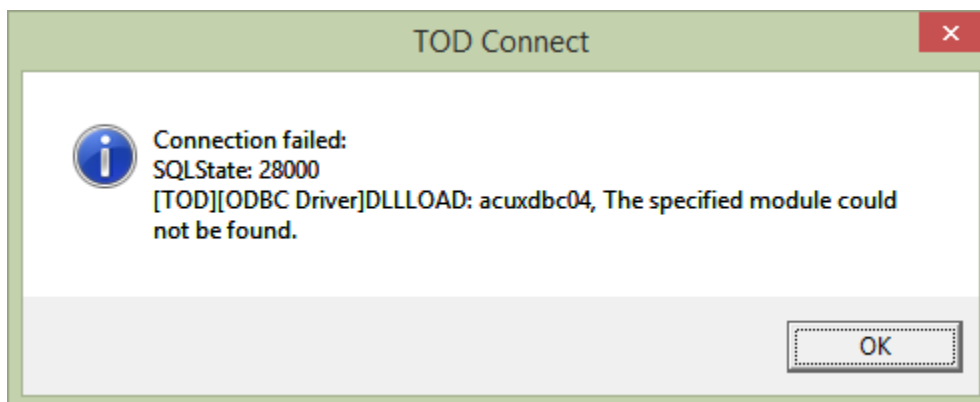 TOD Connect
Connection failed:
SQLState: 28000
[TOD][ODBC Driver]DLLLOAD: acuxdbc04, The specified module could
not be found.
OK